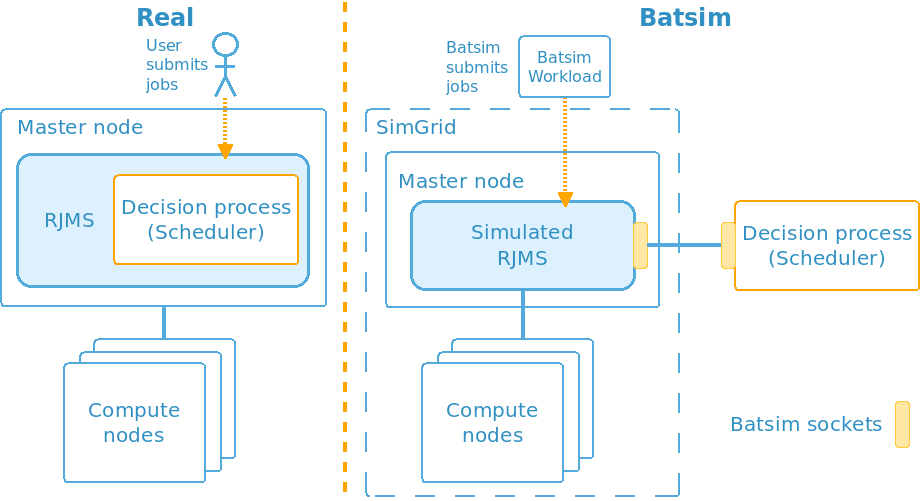 Real
User
submits
jobs
Master node
RJMS
Decision process
(Scheduler)
Compute
nodes
Batsim
Batsim
submits
jobs
Batsim
Workload
SimGrid
Master node
Simulated
RJMS
Decision process
(Scheduler)
Compute
nodes
Batsim sockets